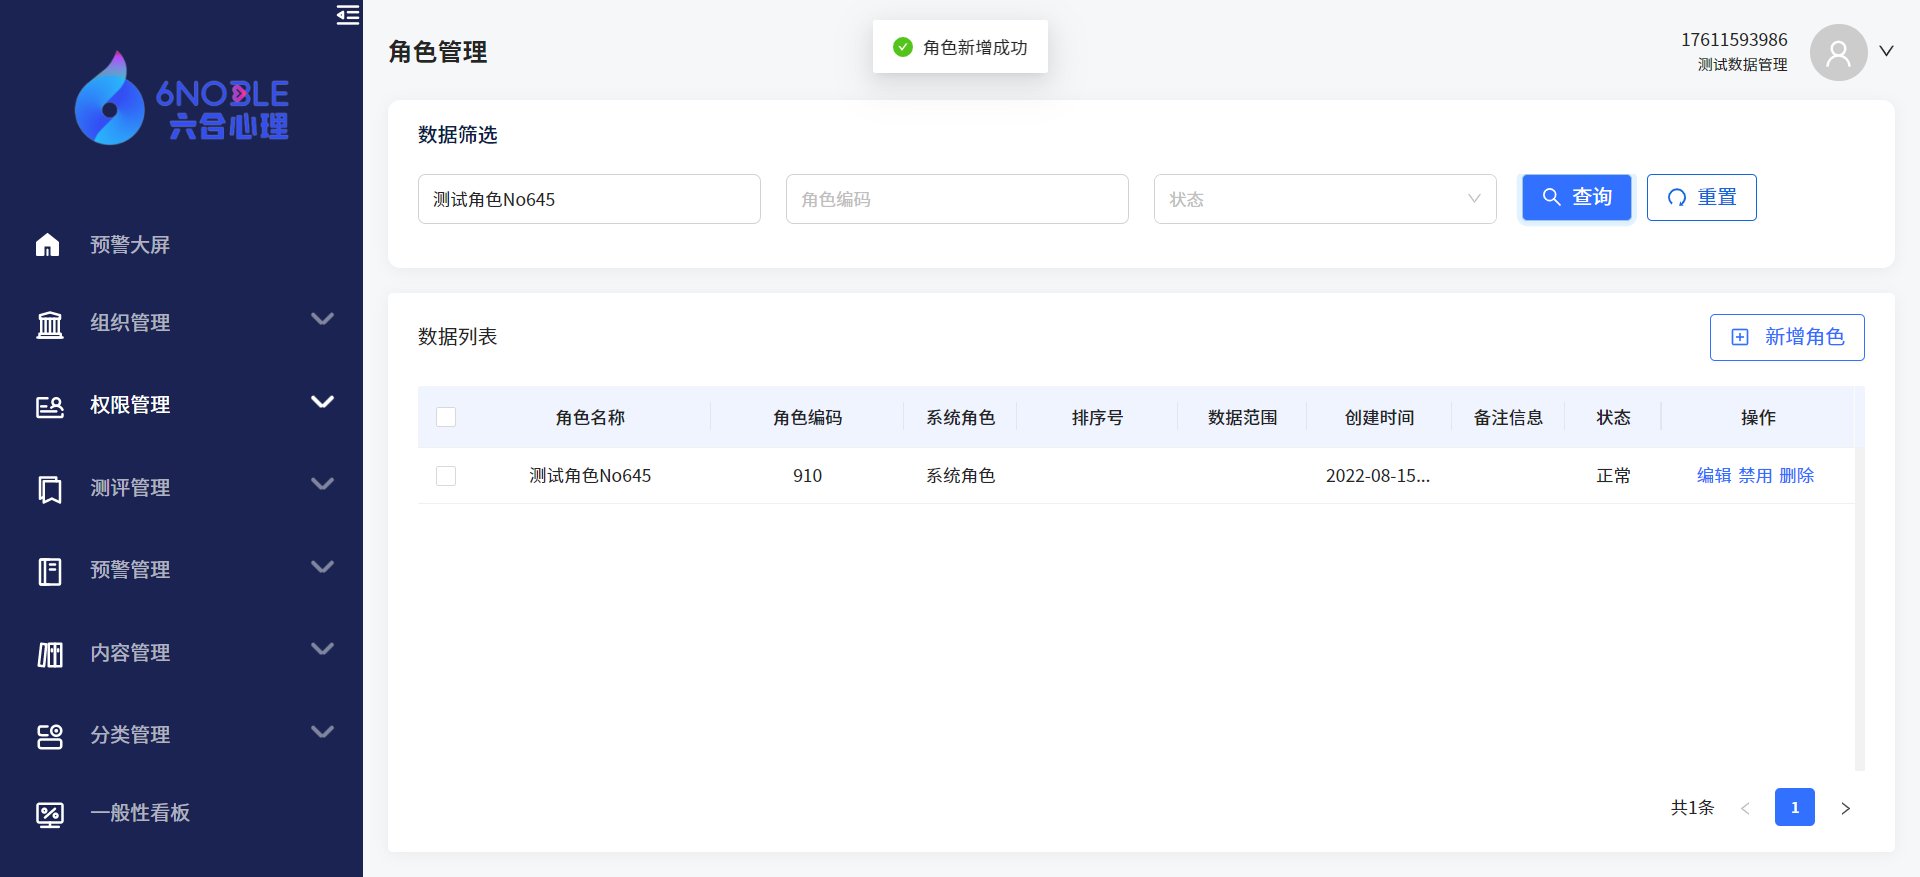 6NOBLE
六合心理
预警大屏
组织管理
权限管理
测评管理
预警管理
内容管理
分类管理
一般性看板
角色管理
角色新增成功
17611593986
测试数据管理
数据筛选
测试角色No645
角色编码
状态
查询
重置
数据列表
新增角色
角色名称 角色编码 系统角色 排序号 数据范围 创建时间 备注信息 状态 操作
测试角色No645 910 系统角色 2022-08-15... 正常 编辑 禁用 删除
共1条
1